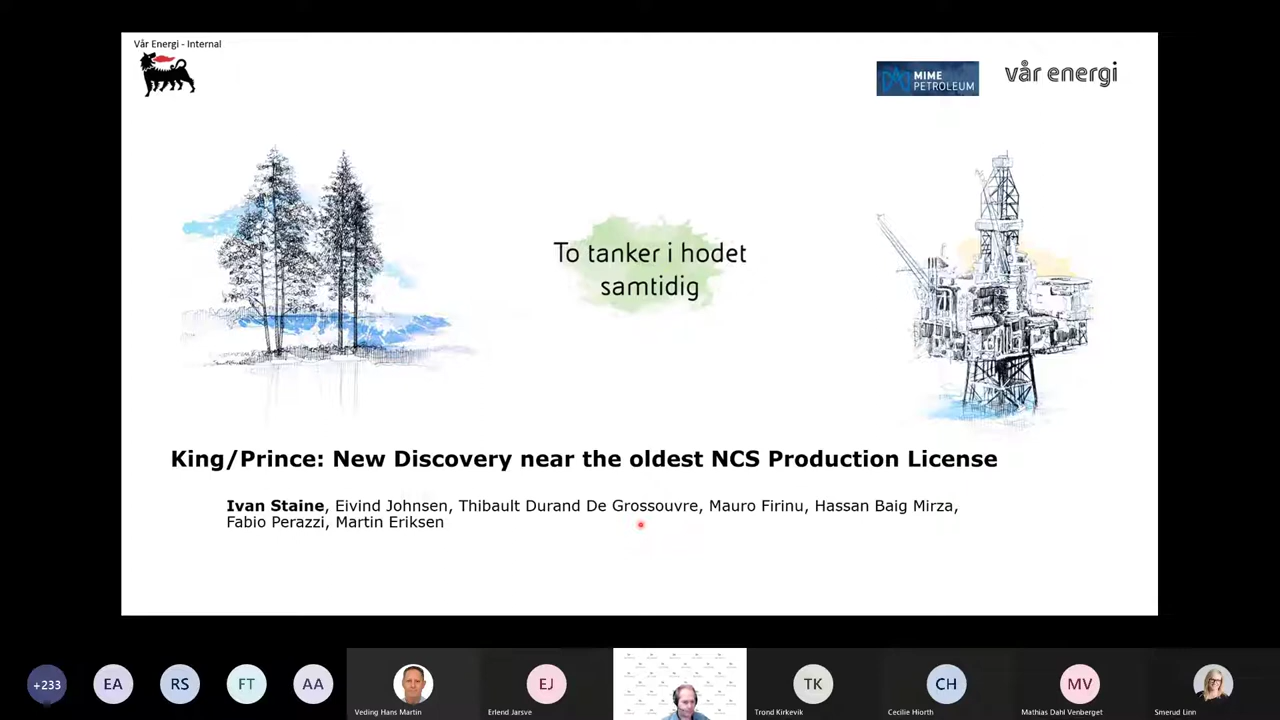 Vår Energi - Internal
MIME
PETROLEUM
vår energi
To tanker i hodet
samtidig
King/Prince: New Discovery near the oldest NCS Production License
Ivan Staine, Eivind Johnsen, Thibault Durand De Grossouvre, Mauro Firinu, Hassan Baig Mirza,
Fabio Perazzi, Martin Eriksen
+233
EA
RS
FT
AA
Veding Hans Martin
EJ
Erlend Jarsve
TK
Trond Kirkevik
CH
Cecilie Hiorth
MV
Mathias Dahl Venberget
Smerud Linn